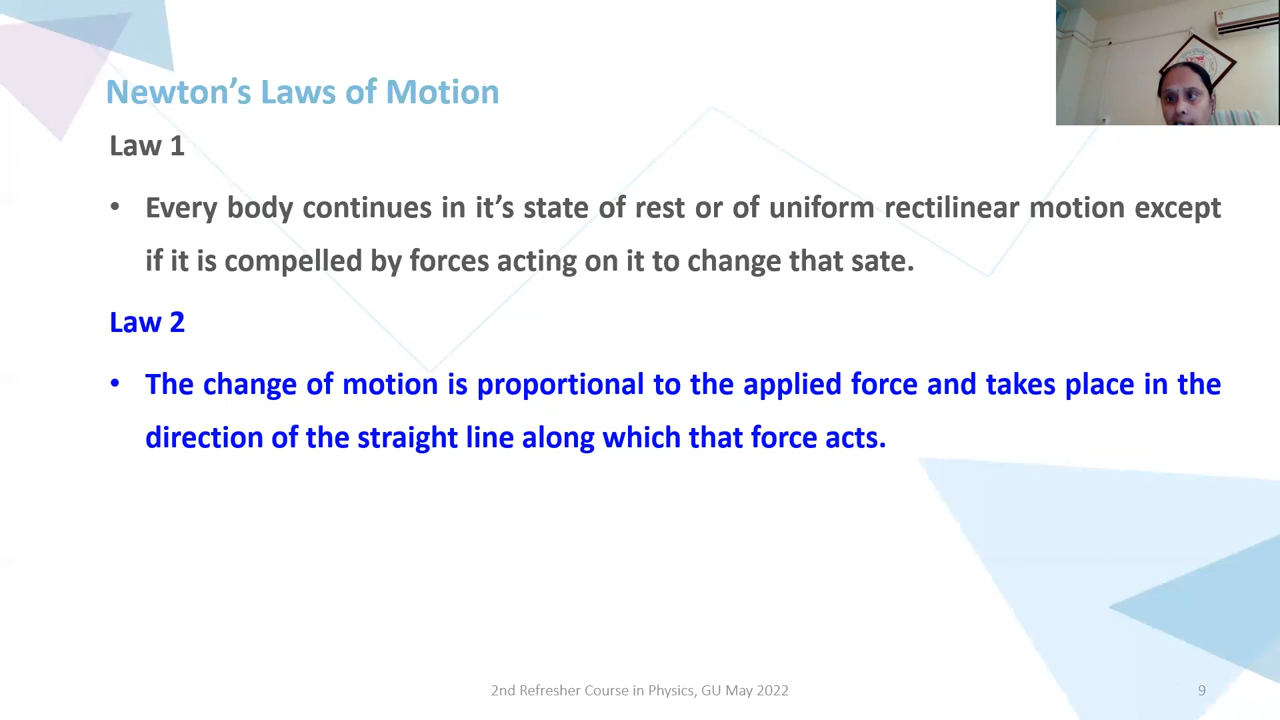 Newton’s Laws of Motion
Law 1
• Every body continues in it’s state of rest or of uniform rectilinear motion except
if it is compelled by forces acting on it to change that sate.
Law 2
• The change of motion is proportional to the applied force and takes place in the
direction of the straight line along which that force acts.
2nd Refresher Course in Physics, GU May 2022
9